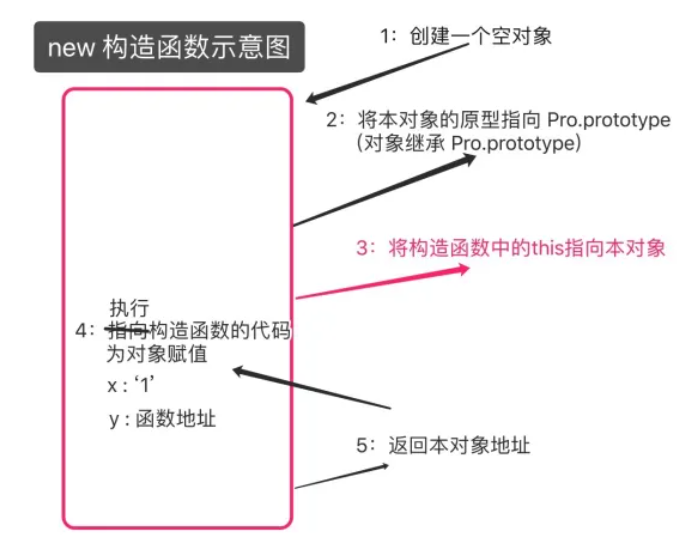 new 构造函数示意图
1：创建一个空对象
2：将本对象的原型指向 Pro.prototype
(对象继承 Pro.prototype)
3：将构造函数中的this指向本对象
执行
4：指向构造函数的代码
为对象赋值
x : ‘1’
y : 函数地址
5：返回本对象地址